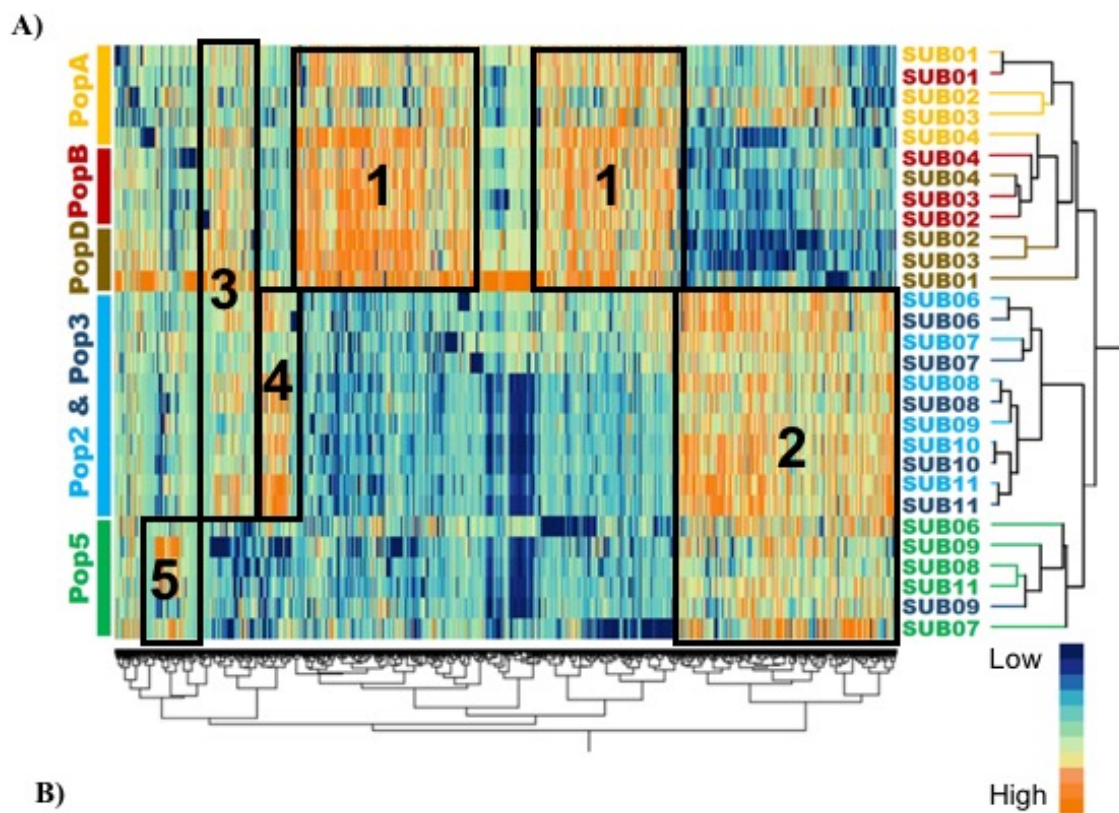 A)
PopA
PopB
PopD
Pop2 & Pop3
Pop5
1
1
3
4
2
5
SUB01
SUB01
SUB02
SUB03
SUB04
SUB04
SUB04
SUB03
SUB02
SUB02
SUB03
SUB01
SUB06
SUB06
SUB07
SUB07
SUB08
SUB08
SUB09
SUB10
SUB10
SUB11
SUB11
SUB06
SUB09
SUB08
SUB11
SUB09
SUB07
Low
High
B)